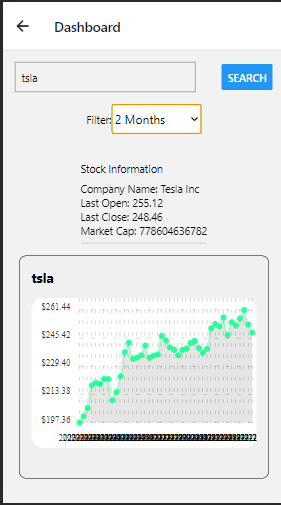 Dashboard
tsla
SEARCH
Filter: 2 Months
Stock Information
Company Name: Tesla Inc
Last Open: 255.12
Last Close: 248.46
Market Cap: 778604636782
tsla
$261.44
$245.42
$229.40
$213.38
$197.36